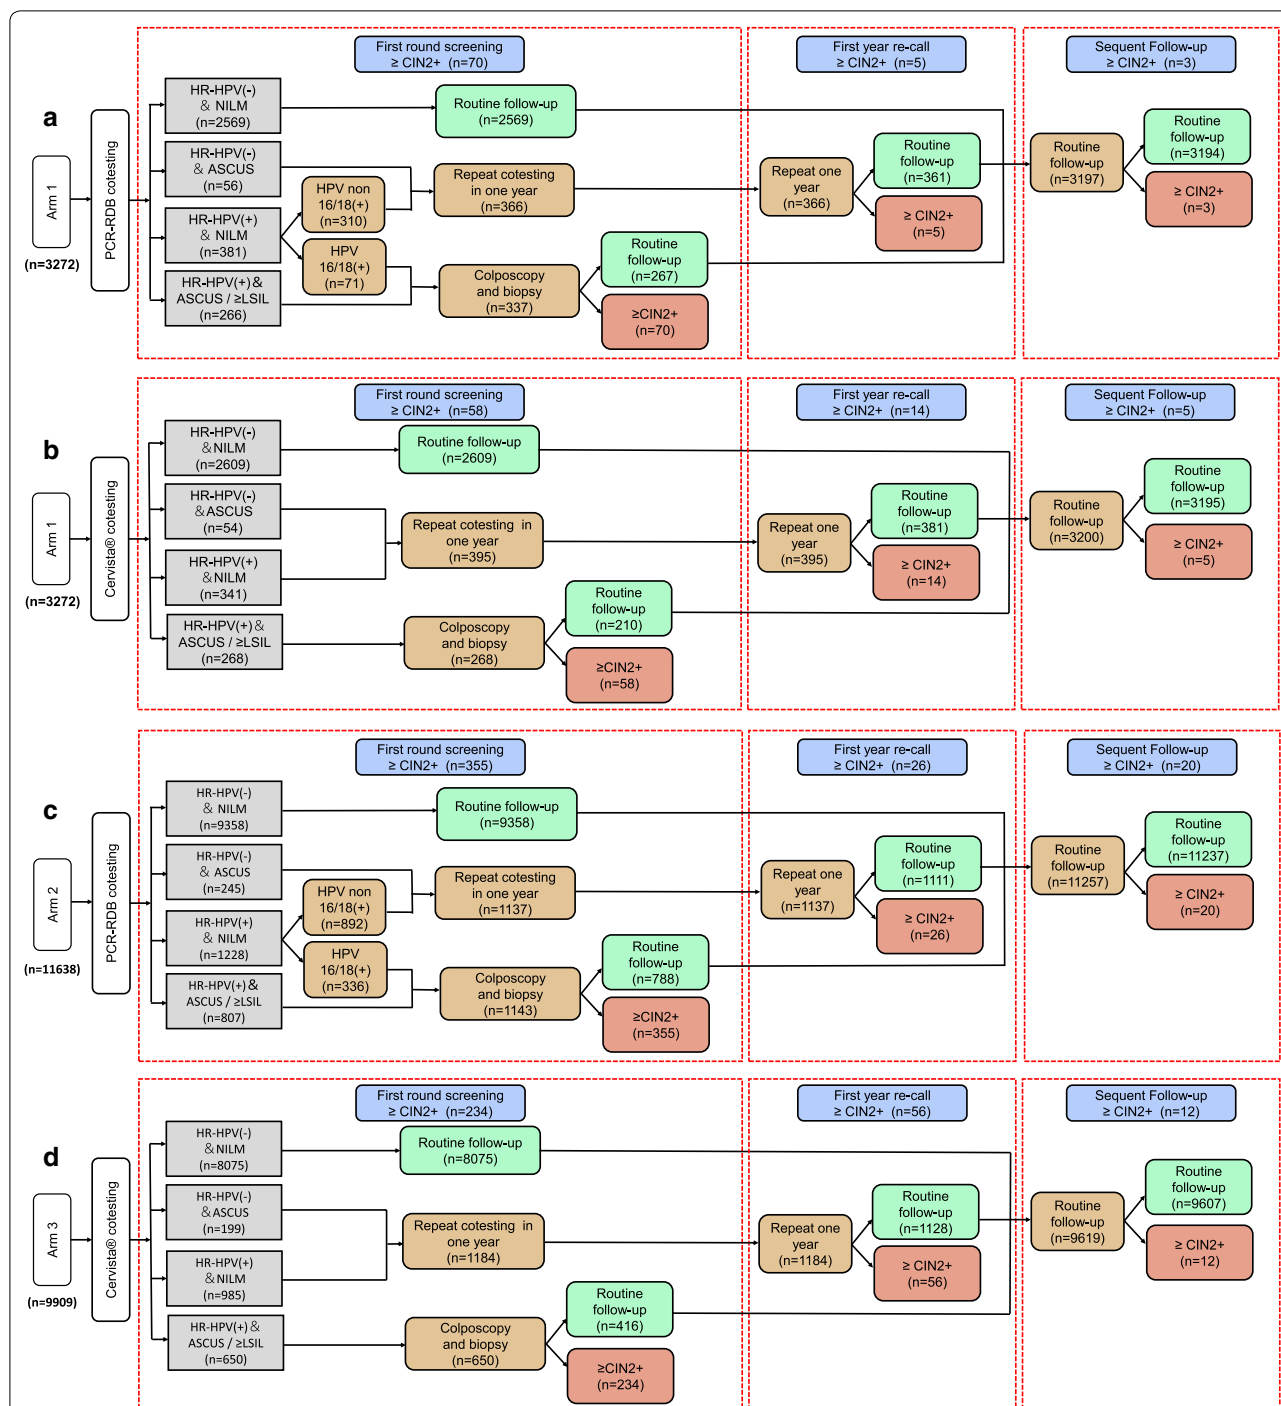 a
Arm 1
(n=3272)
PCR-RDB cotesting
First round screening
≥ CIN2+ (n=70)
HR-HPV(-)
& NILM
(n=2569)
HR-HPV(-)
& ASCUS
(n=56)
HR-HPV(+)
& NILM
(n=381)
HR-HPV(+)&
ASCUS / ≥LSIL
(n=266)
HPV non
16/18(+)
(n=310)
HPV
16/18(+)
(n=71)
Routine follow-up
(n=2569)
Repeat cotesting
in one year
(n=366)
Colposcopy
and biopsy
(n=337)
Routine
follow-up
(n=267)
≥CIN2+
(n=70)
First year re-call
≥ CIN2+ (n=5)
Repeat one
year
(n=366)
Routine
follow-up
(n=361)
≥ CIN2+
(n=5)
Sequent Follow-up
≥ CIN2+ (n=3)
Routine
follow-up
(n=3197)
Routine
follow-up
(n=3194)
≥ CIN2+
(n=3)
b
Arm 1
(n=3272)
Cervista® cotesting
First round screening
≥ CIN2+ (n=58)
HR-HPV(-)
&NILM
(n=2609)
HR-HPV(-)
&ASCUS
(n=54)
HR-HPV(+)
&NILM
(n=341)
HR-HPV(+)&
ASCUS / ≥LSIL
(n=268)
Routine follow-up
(n=2609)
Repeat cotesting in
one year
(n=395)
Colposcopy
and biopsy
(n=268)
Routine
follow-up
(n=210)
≥CIN2+
(n=58)
First year re-call
≥ CIN2+ (n=14)
Repeat one
year
(n=395)
Routine
follow-up
(n=381)
≥ CIN2+
(n=14)
Sequent Follow-up
≥ CIN2+ (n=5)
Routine
follow-up
(n=3200)
Routine
follow-up
(n=3195)
≥ CIN2+
(n=5)
c
Arm 2
(n=11638)
PCR-RDB cotesting
First round screening
≥ CIN2+ (n=355)
HR-HPV(-)
& NILM
(n=9358)
HR-HPV(-)
& ASCUS
(n=245)
HR-HPV(+)
& NILM
(n=1228)
HR-HPV(+)&
ASCUS / ≥LSIL
(n=807)
HPV non
16/18(+)
(n=892)
HPV
16/18(+)
(n=336)
Routine follow-up
(n=9358)
Repeat cotesting
in one year
(n=1137)
Colposcopy
and biopsy
(n=1143)
Routine
follow-up
(n=788)
≥CIN2+
(n=355)
First year re-call
≥ CIN2+ (n=26)
Repeat one
year
(n=1137)
Routine
follow-up
(n=1111)
≥ CIN2+
(n=26)
Sequent Follow-up
≥ CIN2+ (n=20)
Routine
follow-up
(n=11257)
Routine
follow-up
(n=11237)
≥ CIN2+
(n=20)
d
Arm 3
(n=9909)
Cervista® cotesting
First round screening
≥ CIN2+ (n=234)
HR-HPV(-)
&NILM
(n=8075)
HR-HPV(-)
&ASCUS
(n=199)
HR-HPV(+)
&NILM
(n=985)
HR-HPV(+)&
ASCUS / ≥LSIL
(n=650)
Routine follow-up
(n=8075)
Repeat cotesting in
one year
(n=1184)
Colposcopy
and biopsy
(n=650)
Routine
follow-up
(n=416)
≥CIN2+
(n=234)
First year re-call
≥ CIN2+ (n=56)
Repeat one
year
(n=1184)
Routine
follow-up
(n=1128)
≥ CIN2+
(n=56)
Sequent Follow-up
≥ CIN2+ (n=12)
Routine
follow-up
(n=9619)
Routine
follow-up
(n=9607)
≥ CIN2+
(n=12)